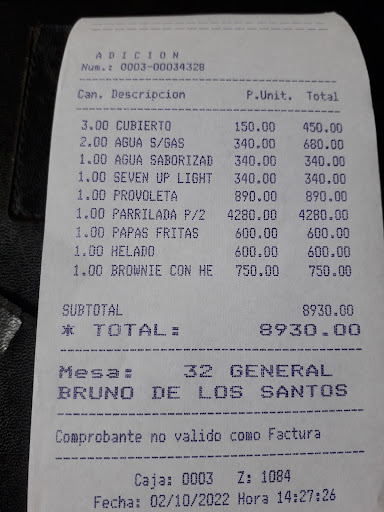 ADICION
Num.: 0003-00034328
Can. Descripcion P.Unit. Total
3.00 CUBIERTO 150.00 450.00
2.00 AGUA S/GAS 340.00 680.00
1.00 AGUA SABORIZAD 340.00 340.00
1.00 SEVEN UP LIGHT 340.00 340.00
1.00 PROVOLETA 890.00 890.00
1.00 PARRILADA P/2 4280.00 4280.00
1.00 PAPAS FRITAS 600.00 600.00
1.00 HELADO 600.00 600.00
1.00 BROWNIE CON HE 750.00 750.00
SUBTOTAL 8930.00
* TOTAL: 8930.00
Mesa: 32 GENERAL
BRUNO DE LOS SANTOS
Comprobante no valido como Factura
Caja: 0003 Z: 1084
Fecha: 02/10/2022 Hora 14:27:26